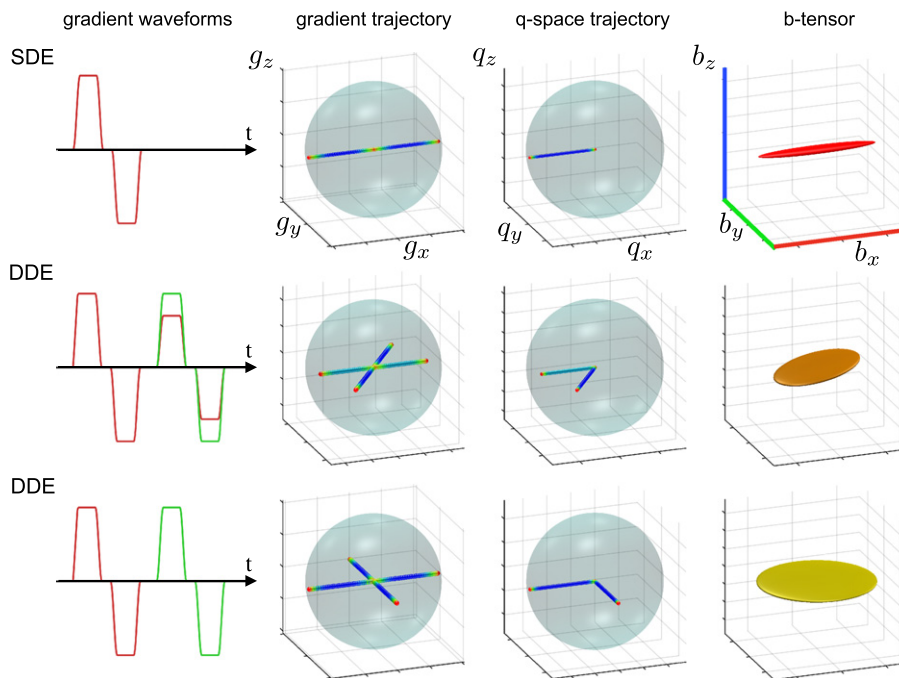 gradient waveforms gradient trajectory q-space trajectory b-tensor
SDE
t
g_z
g_y
g_x
q_z
q_y
q_x
b_z
b_y
b_x
DDE
t
DDE
t